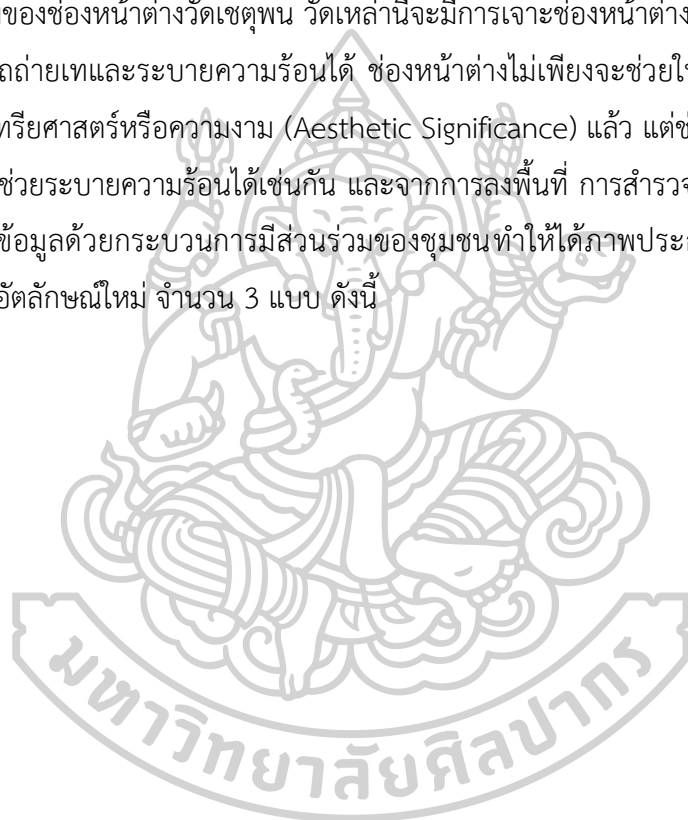 ของช่องหน้าต่างวัดเชตุพน วัดเหล่านี้จะมีการเจาะช่องหน้าต่าง
ถ่ายเทและระบายความร้อนได้ ช่องหน้าต่างไม่เพียงจะช่วย
ทรียศาสตร์หรือความงาม (Aesthetic Significance) แล้ว แต่
ช่วยระบายความร้อนได้เช่นกัน และจากการลงพื้นที่ การสำรวจ
ข้อมูลด้วยกระบวนการมีส่วนร่วมของชุมชนทำให้ได้ภาพ
อัตลักษณ์ใหม่ จำนวน 3 แบบ ดังนี้
มหาวิทยาลัยศิลปากร